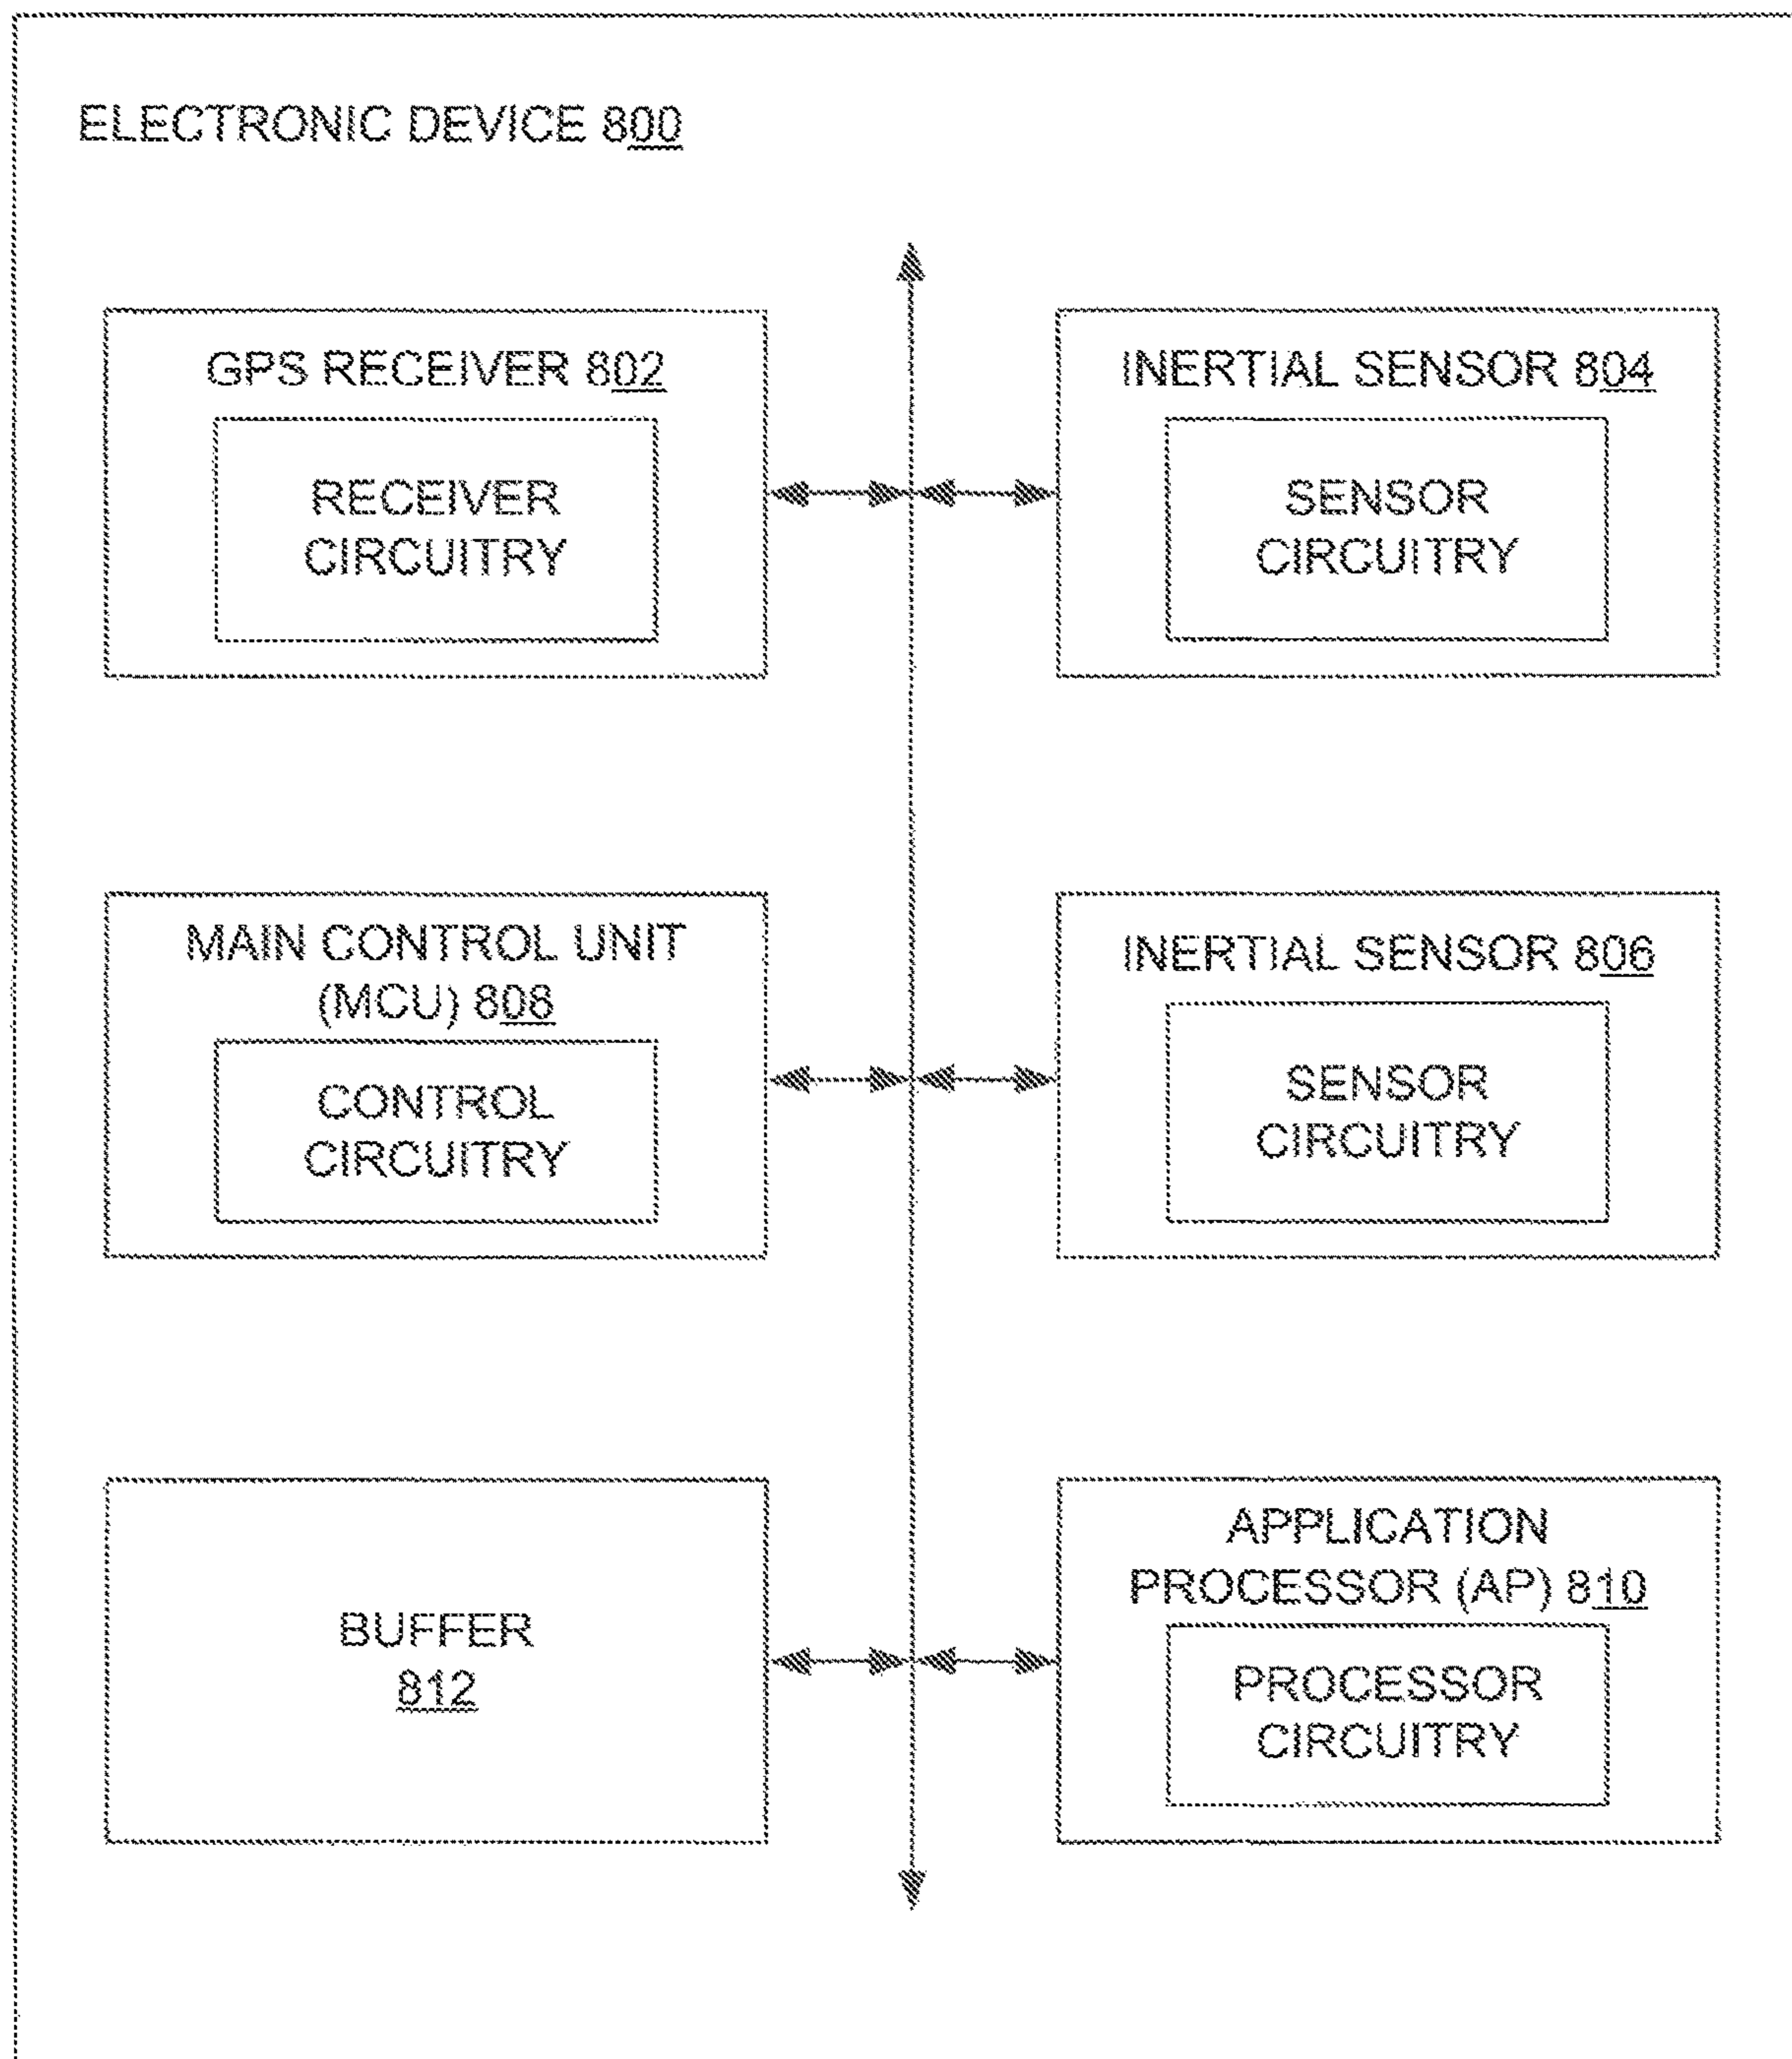 ELECTRONIC DEVICE 800
GPS RECEIVER 802
RECEIVER
CIRCUITRY
INERTIAL SENSOR 804
SENSOR
CIRCUITRY
MAIN CONTROL UNIT
(MCU) 808
CONTROL
CIRCUITRY
INERTIAL SENSOR 806
SENSOR
CIRCUITRY
BUFFER
812
APPLICATION
PROCESSOR (AP) 810
PROCESSOR
CIRCUITRY